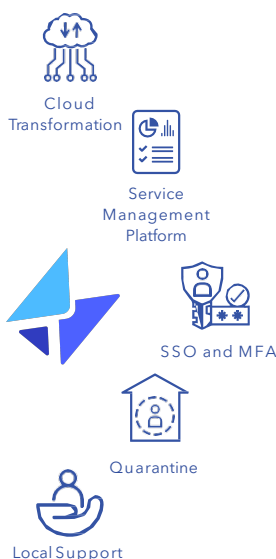 Cloud
Transformation
Service
Management
Platform
**
SSO and MFA
Quarantine
Local Support